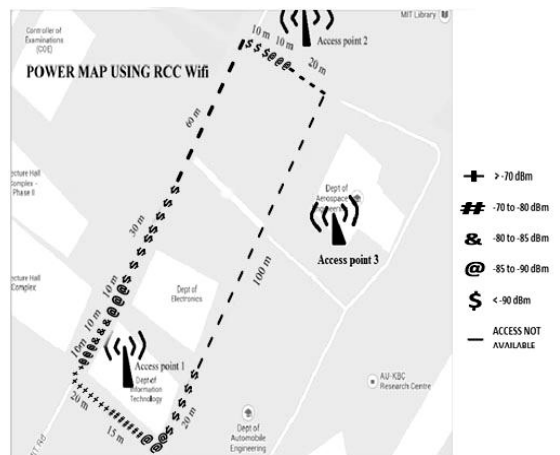 MIT Library
Controller of
Examinations
(COE)
Access point 2
10 m
10 m
20 m
POWER MAP USING RCC Wifi
60 m
ecture Hall
Complex -
Phase II
Dept of
Aerospace
Engineering
Access point 3
> -70 dBm
## -70 to -80 dBm
& -80 to -85 dBm
@ -85 to -90 dBm
$ < -90 dBm
ACCESS NOT
AVAILABLE
30 m
100 m
ecture Hall
Complex
Dept of
Electronics
10 m
10 m
10m
Access point 1
Dept of
Information
Technology
20 m
15 m
20 m
AU-KBC
Research Centre
Dept of
Automobile
Engineering